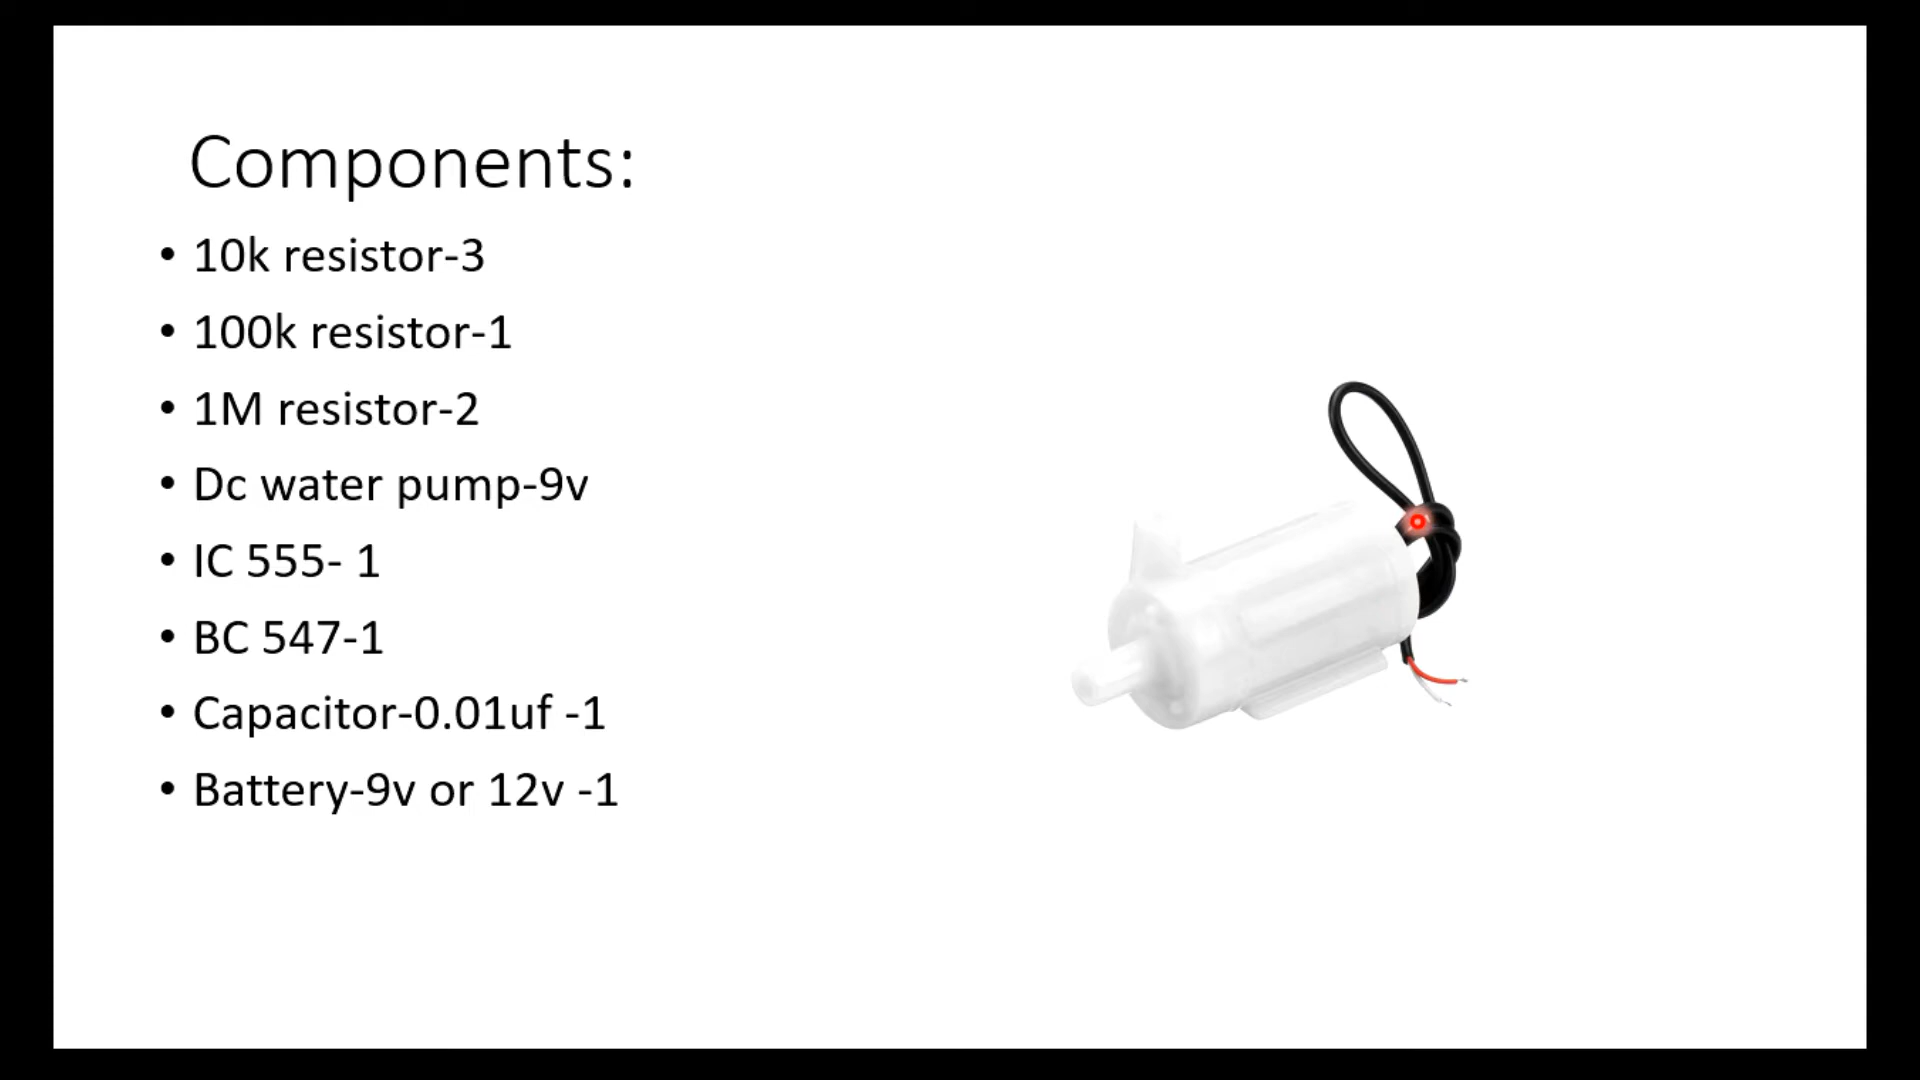 Components:
• 10k resistor-3
• 100k resistor-1
• 1M resistor-2
• Dc water pump-9v
• IC 555- 1
• BC 547-1
• Capacitor-0.01uf -1
• Battery-9v or 12v -1